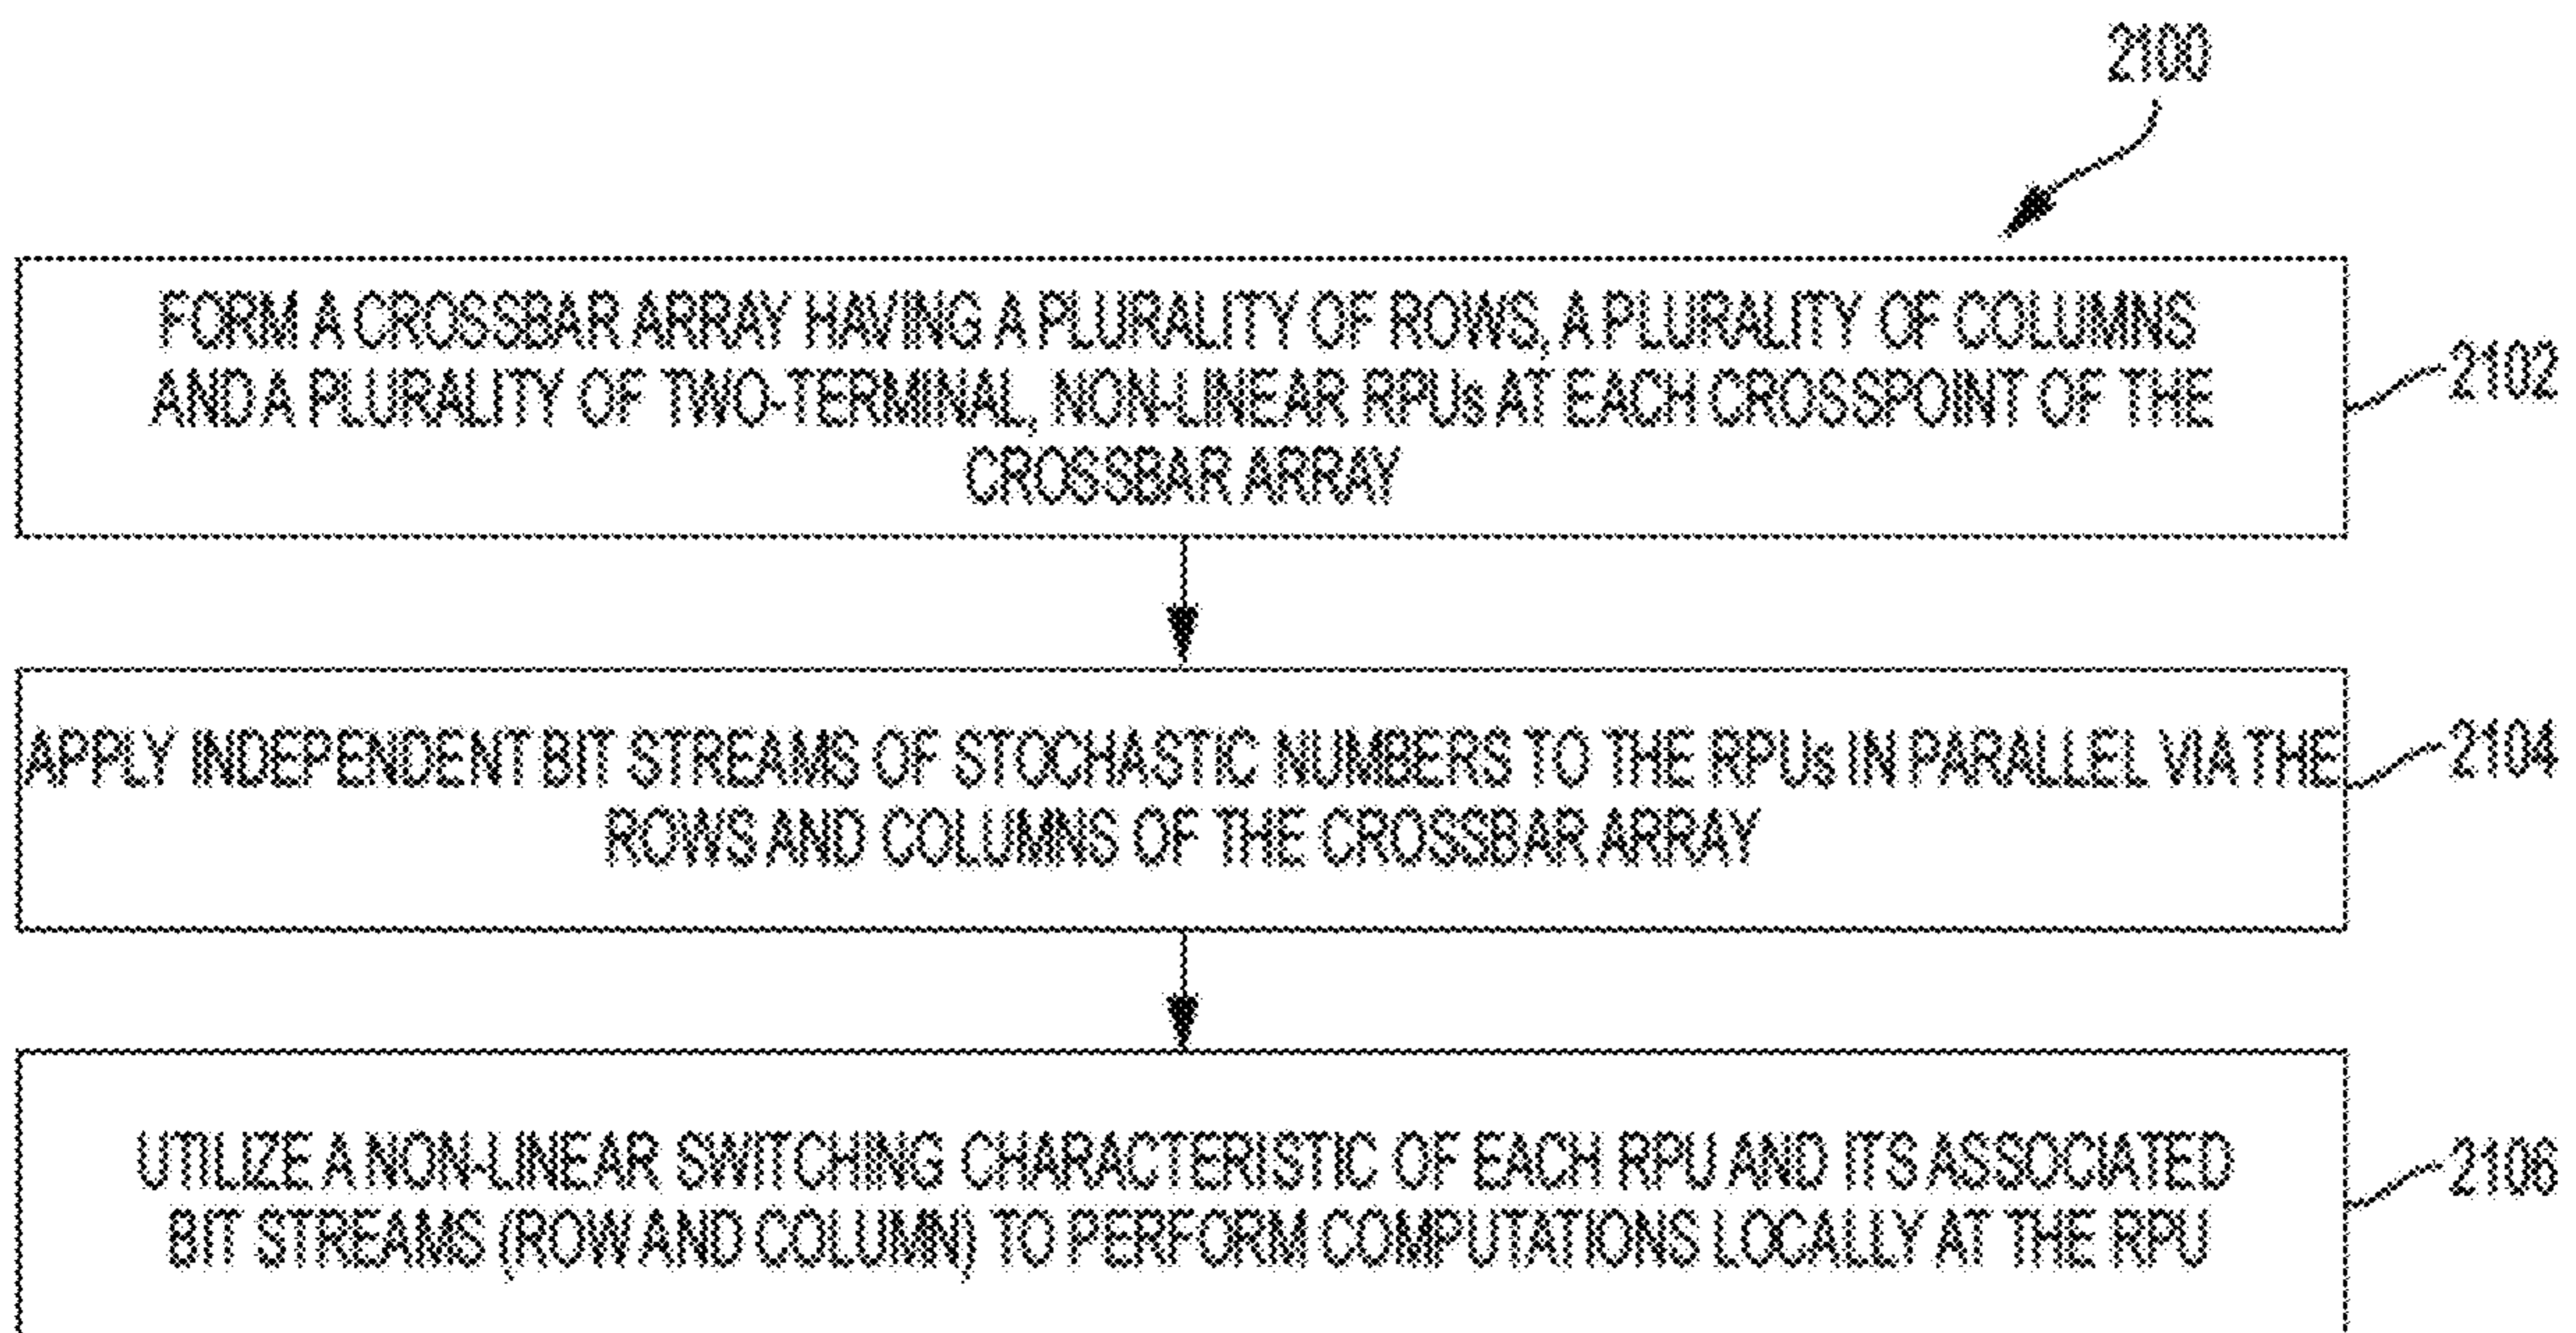 2100
FORM A CROSSBAR ARRAY HAVING A PLURALITY OF ROWS, A PLURALITY OF COLUMNS
AND A PLURALITY OF TWO-TERMINAL, NON-LINEAR RPUs AT EACH CROSSPOINT OF THE
CROSSBAR ARRAY
2102
APPLY INDEPENDENT BIT STREAMS OF STOCHASTIC NUMBERS TO THE RPUs IN PARALLEL VIA THE
ROWS AND COLUMNS OF THE CROSSBAR ARRAY
2104
UTILIZE A NON-LINEAR SWITCHING CHARACTERISTIC OF EACH RPU AND ITS ASSOCIATED
BIT STREAMS (ROW AND COLUMN) TO PERFORM COMPUTATIONS LOCALLY AT THE RPU
2106